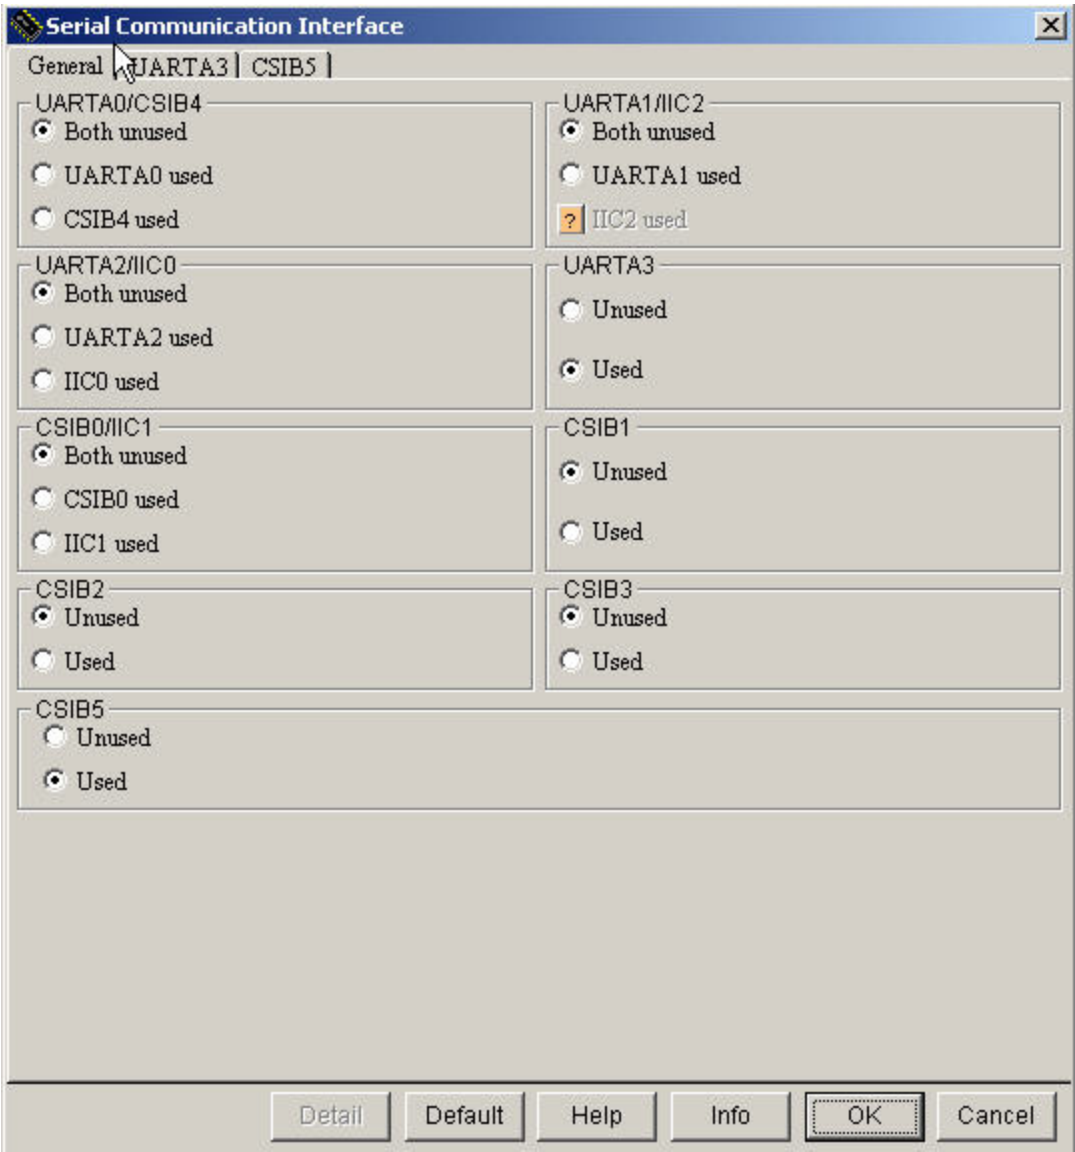 Serial Communication Interface
General UARTA3 CSIB5
UARTA0/CSIB4
Both unused
UARTA0 used
CSIB4 used
UARTA1/IIC2
Both unused
UARTA1 used
? IIC2 used
UARTA2/IIC0
Both unused
UARTA2 used
IIC0 used
UARTA3
Unused
Used
CSIB0/IIC1
Both unused
CSIB0 used
IIC1 used
CSIB1
Unused
Used
CSIB2
Unused
Used
CSIB3
Unused
Used
CSIB5
Unused
Used
Detail Default Help Info OK Cancel